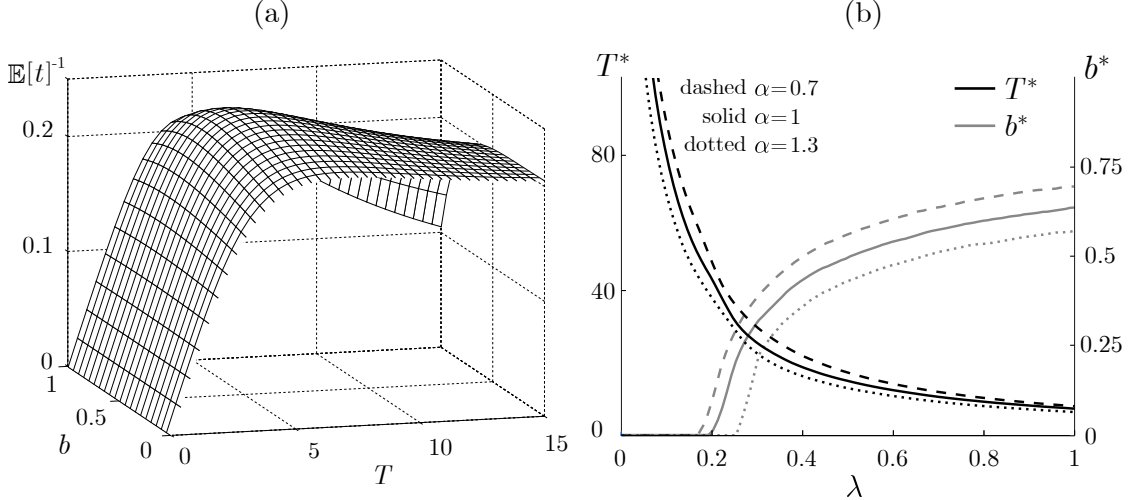 (a)
𝔼[t]⁻¹
0.2
0.1
0
1
0.5
0
b
0
5
10
15
T
(b)
T*
b*
dashed α=0.7
solid α=1
dotted α=1.3
T*
b*
80
40
0
0.75
0.5
0.25
0
0
0.2
0.4
0.6
0.8
1
λ